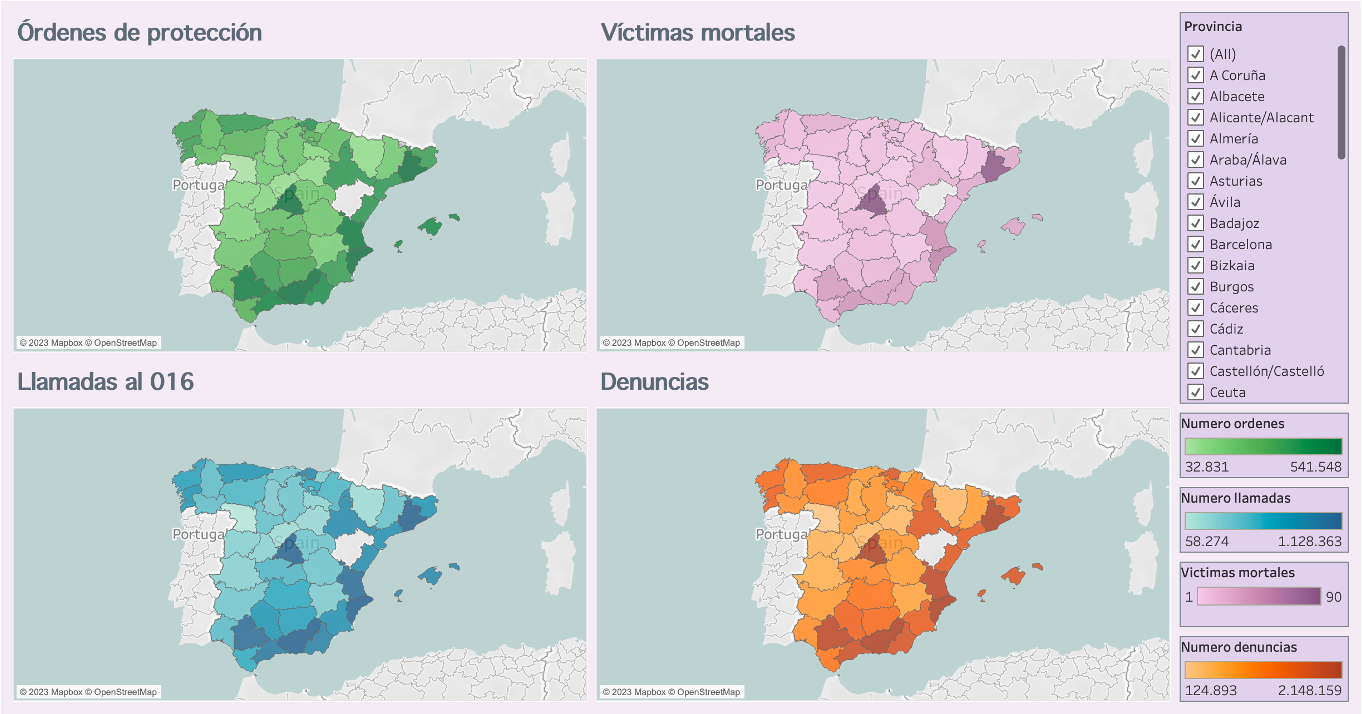 Órdenes de protección
Portugal
Spain
© 2023 Mapbox © OpenStreetMap
Víctimas mortales
Portugal
Spain
© 2023 Mapbox © OpenStreetMap
Llamadas al 016
Portugal
Spain
© 2023 Mapbox © OpenStreetMap
Denuncias
Portugal
Spain
© 2023 Mapbox © OpenStreetMap
Provincia
(All)
A Coruña
Albacete
Alicante/Alacant
Almería
Araba/Álava
Asturias
Ávila
Badajoz
Barcelona
Bizkaia
Burgos
Cáceres
Cádiz
Cantabria
Castellón/Castelló
Ceuta
Numero ordenes
32.831 541.548
Numero llamadas
58.274 1.128.363
Victimas mortales
1 90
Numero denuncias
124.893 2.148.159